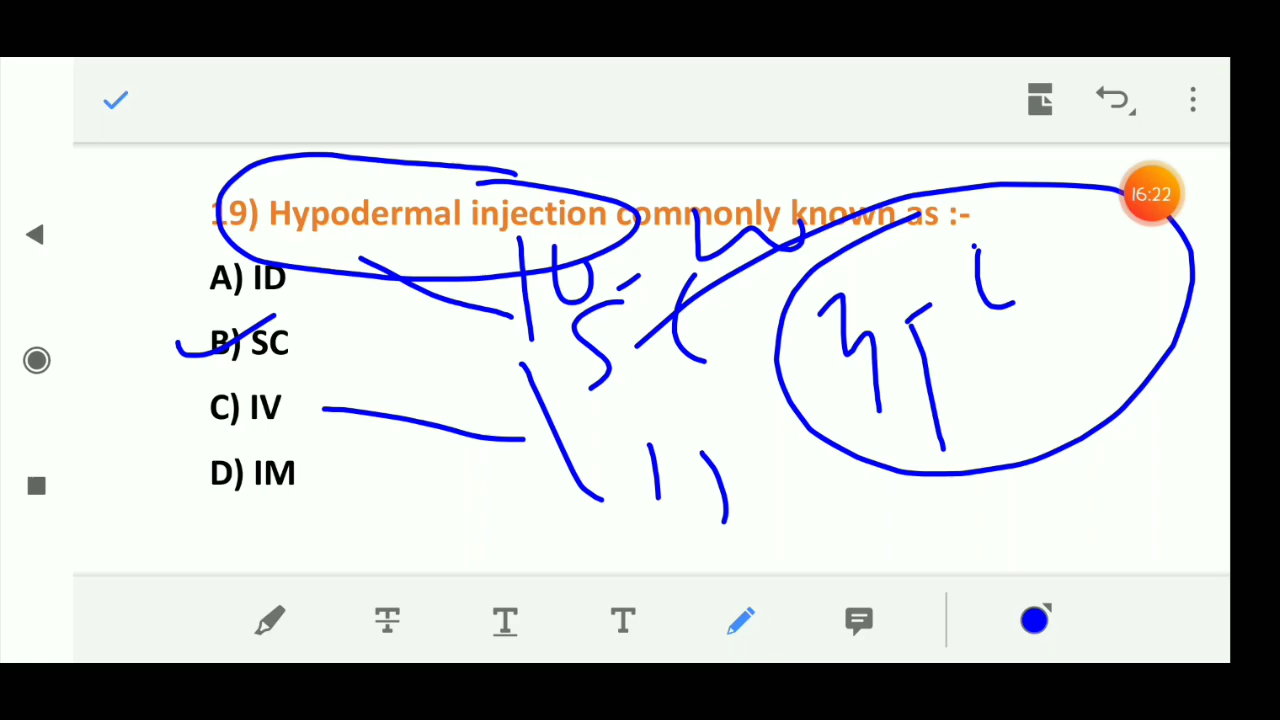 16:22
19) Hypodermal injection commonly known as :-
A) ID
B) SC
C) IV
D) IM